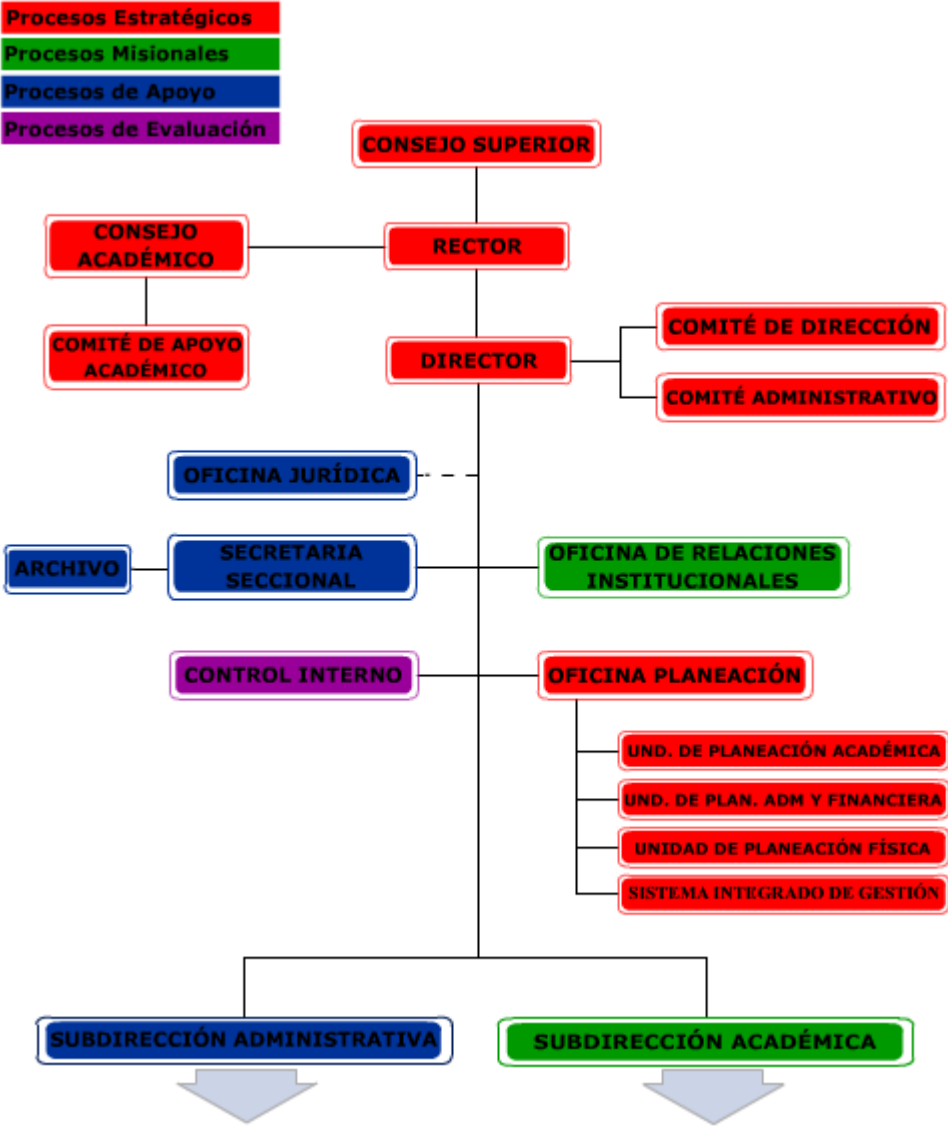 Procesos Estratégicos
Procesos Misionales
Procesos de Apoyo
Procesos de Evaluación
CONSEJO SUPERIOR
CONSEJO
ACADÉMICO
RECTOR
COMITÉ DE APOYO
ACADÉMICO
DIRECTOR
COMITÉ DE DIRECCIÓN
COMITÉ ADMINISTRATIVO
OFICINA JURÍDICA
ARCHIVO
SECRETARIA
SECCIONAL
OFICINA DE RELACIONES
INSTITUCIONALES
CONTROL INTERNO
OFICINA PLANEACIÓN
UND. DE PLANEACIÓN ACADÉMICA
UND. DE PLAN. ADM Y FINANCIERA
UNIDAD DE PLANEACIÓN FÍSICA
SISTEMA INTEGRADO DE GESTIÓN
SUBDIRECCIÓN ADMINISTRATIVA
SUBDIRECCIÓN ACADÉMICA